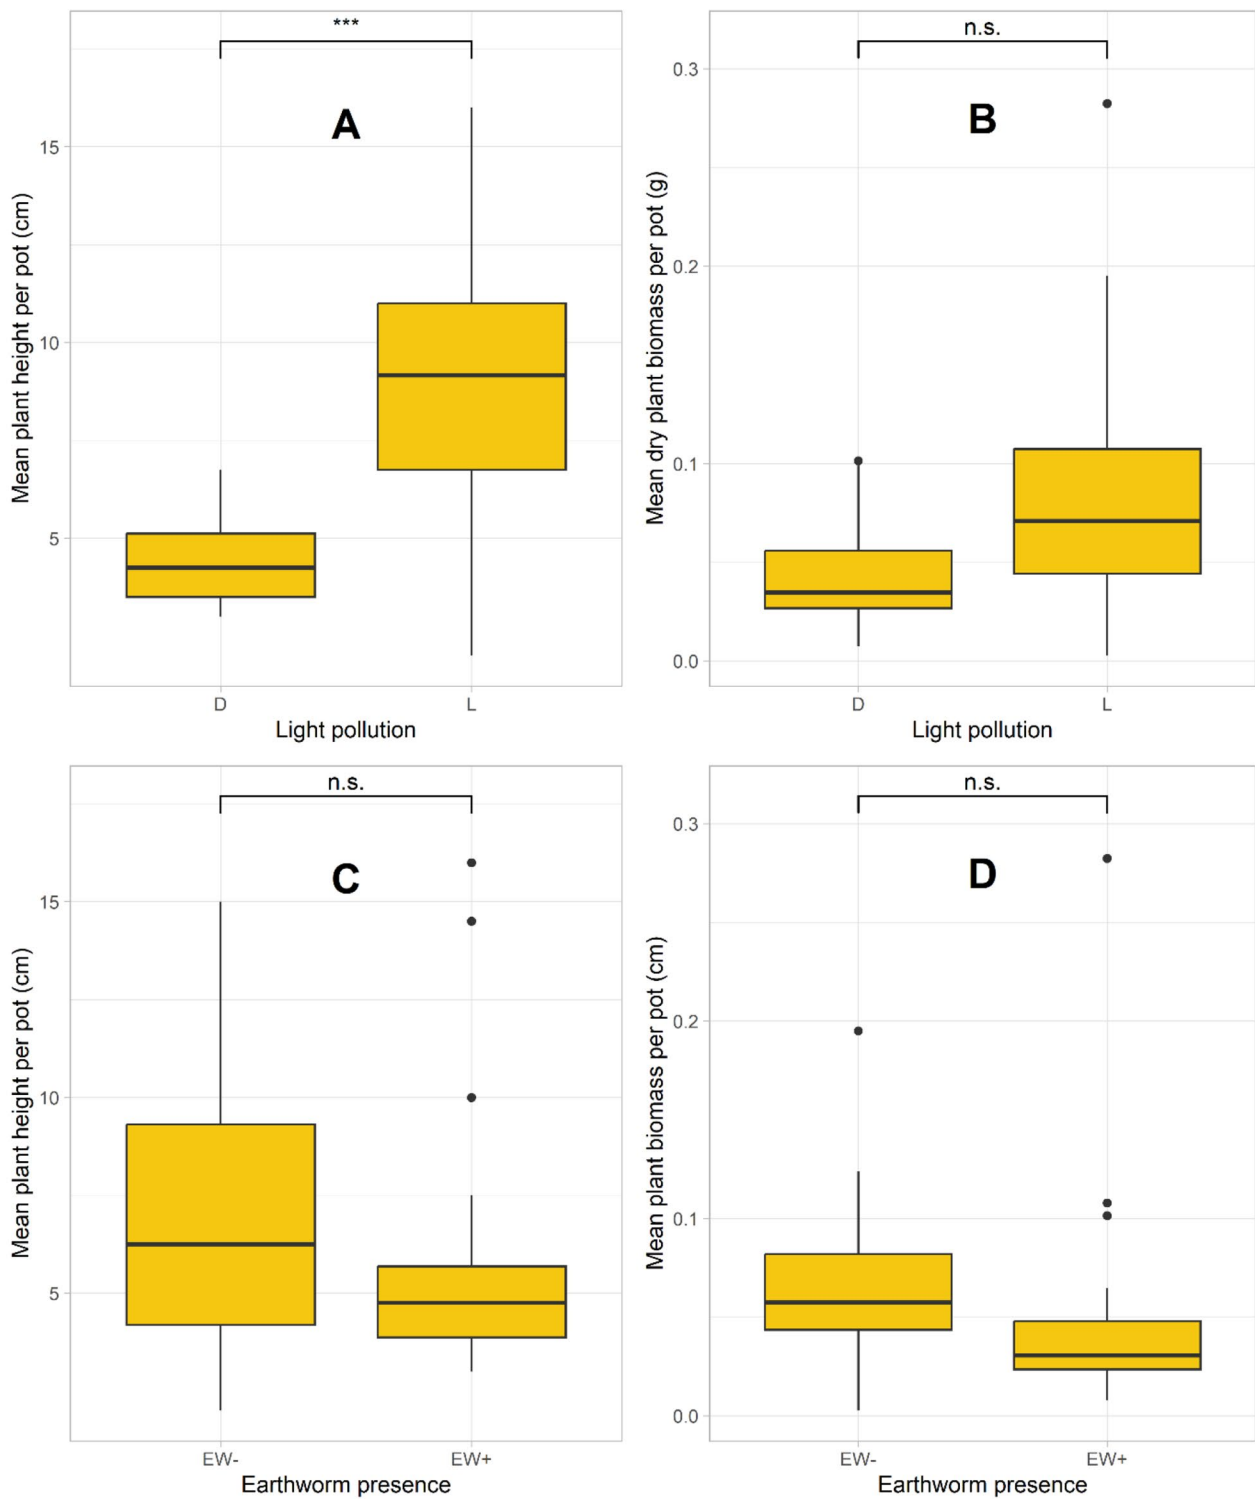 ***
A
Mean plant height per pot (cm)
15
10
5
D
L
Light pollution
n.s.
B
Mean dry plant biomass per pot (g)
0.3
0.2
0.1
0.0
D
L
Light pollution
n.s.
C
Mean plant height per pot (cm)
15
10
5
EW-
EW+
Earthworm presence
n.s.
D
Mean plant biomass per pot (cm)
0.3
0.2
0.1
0.0
EW-
EW+
Earthworm presence